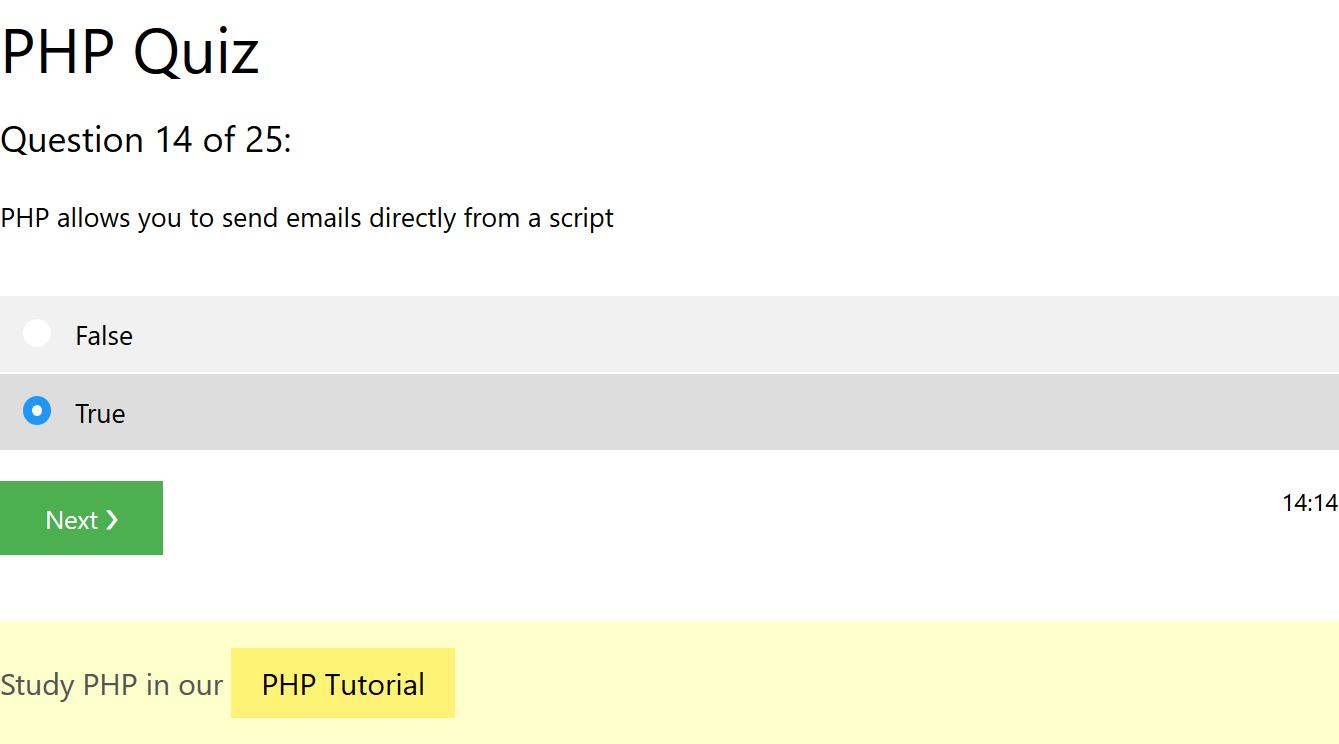 PHP Quiz
Question 14 of 25:
PHP allows you to send emails directly from a script
False
True
Next ❯
14:14
Study PHP in our PHP Tutorial